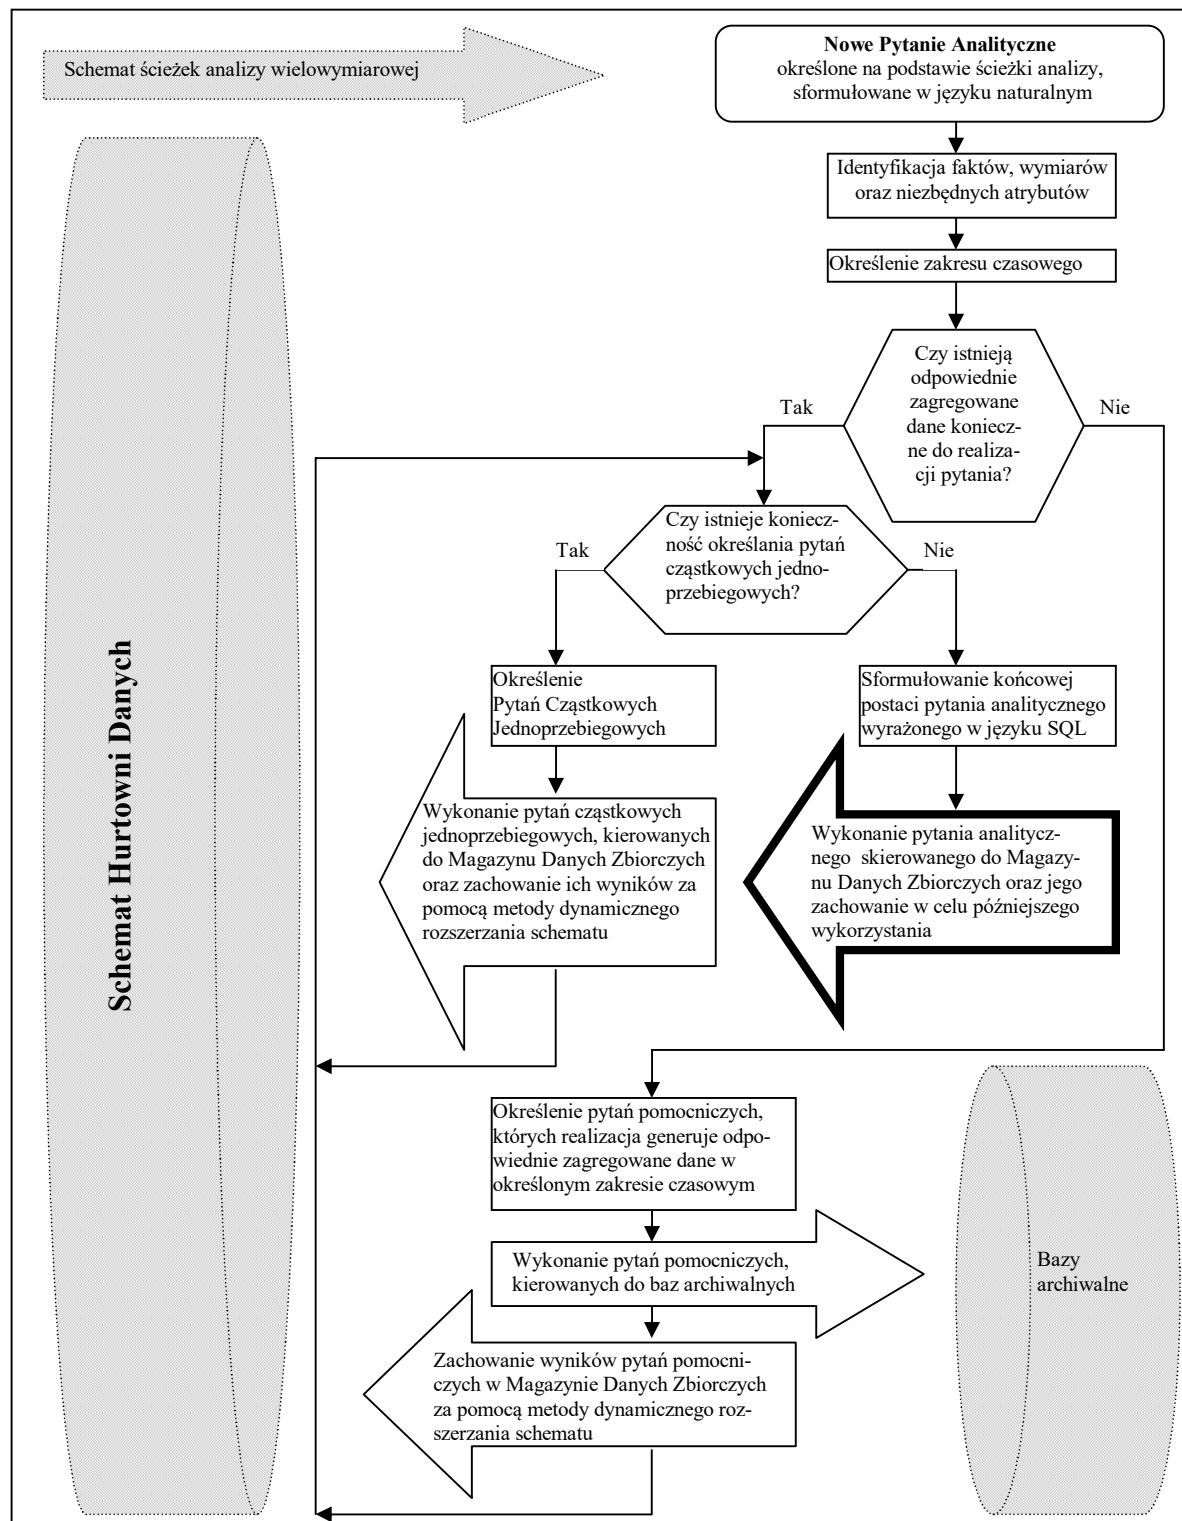 Schemat ścieżek analizy wielowymiarowej
Nowe Pytanie Analityczne
określone na podstawie ścieżki analizy,
sformułowane w języku naturalnym
Identyfikacja faktów, wymiarów
oraz niezbędnych atrybutów
Określenie zakresu czasowego
Czy istnieją
odpowiednie
zagregowane
dane koniecz-
ne do realiza-
cji pytania?
Tak
Nie
Czy istnieje koniecz-
ność określania pytań
cząstkowych jedno-
przebiegowych?
Tak
Nie
Określenie
Pytań Cząstkowych
Jednoprzebiegowych
Sformułowanie końcowej
postaci pytania analitycznego
wyrażonego w języku SQL
Schemat Hurtowni Danych
Wykonanie pytań cząstkowych
jednoprzebiegowych, kierowanych
do Magazynu Danych Zbiorczych
oraz zachowanie ich wyników za
pomocą metody dynamicznego
rozszerzania schematu
Wykonanie pytania analitycz-
nego skierowanego do Magazy-
nu Danych Zbiorczych oraz jego
zachowanie w celu późniejszego
wykorzystania
Określenie pytań pomocniczych,
których realizacja generuje odpo-
wiednie zagregowane dane w
określonym zakresie czasowym
Wykonanie pytań pomocniczych,
kierowanych do baz archiwalnych
Bazy
archiwalne
Zachowanie wyników pytań pomocni-
czych w Magazynie Danych Zbiorczych
za pomocą metody dynamicznego roz-
szerzania schematu